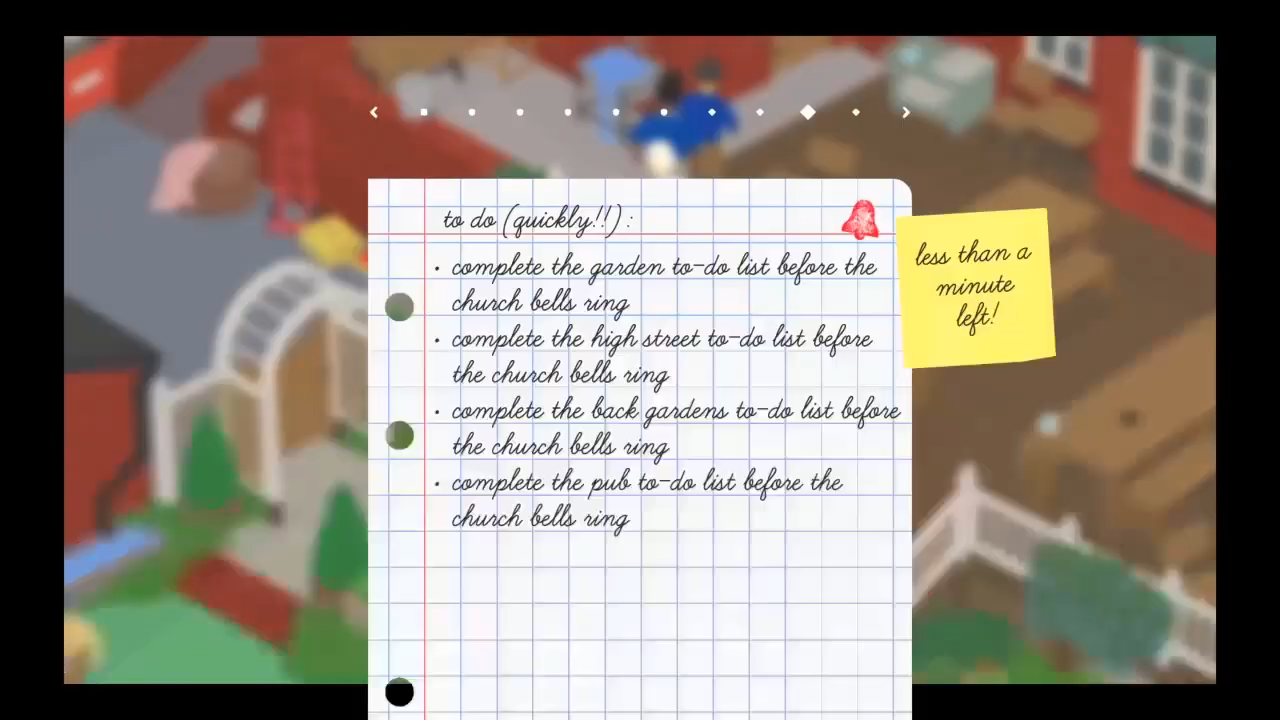 to do (quickly!!) :
• complete the garden to-do list before the
church bells ring
• complete the high street to-do list before
the church bells ring
• complete the back gardens to-do list before
the church bells ring
• complete the pub to-do list before the
church bells ring
less than a
minute
left!